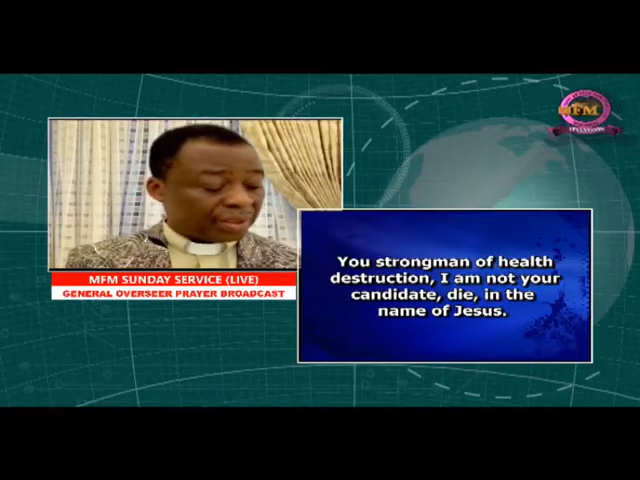 MFM
TELEVISION
MFM SUNDAY SERVICE (LIVE)
GENERAL OVERSEER PRAYER BROADCAST
You strongman of health
destruction, I am not your
candidate, die, in the
name of Jesus.